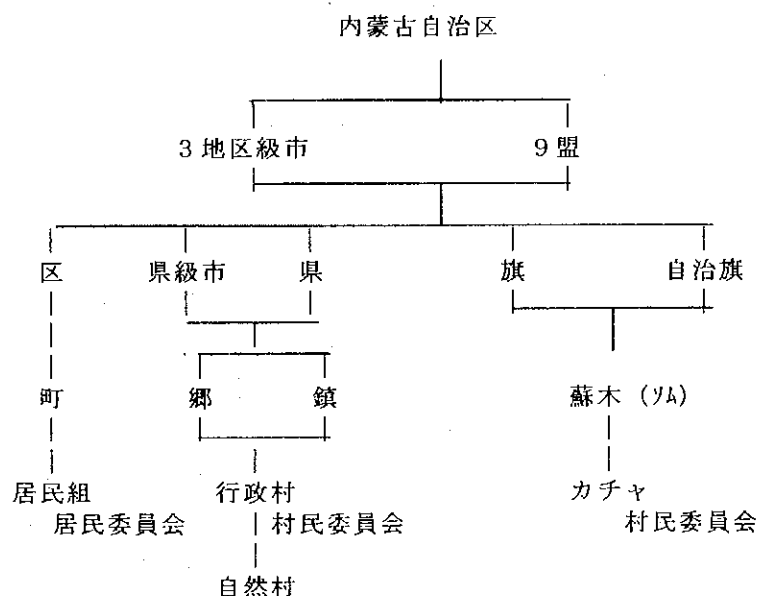 内蒙古自治区
3地区級市 9盟
区 県級市 県 旗 自治旗
町 郷 鎮 蘇木（ソム）
居民組 行政村 カチャ
居民委員会 村民委員会 村民委員会
自然村